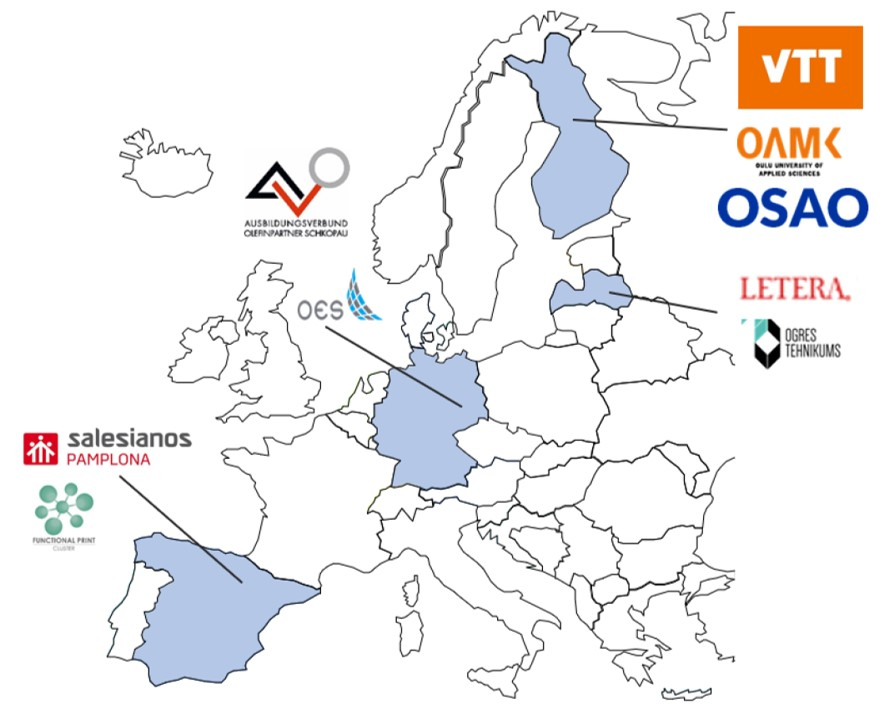 VTT
OAMK
OULU UNIVERSITY OF
APPLIED SCIENCES
OSAO
AUSBILDUNGSVERBUND
OLEFINPARTNER SCHKOPAU
OES
LETERA
OGRES
TEHNIKUMS
salesianos
PAMPLONA
FUNCTIONAL PRINT
CLUSTER